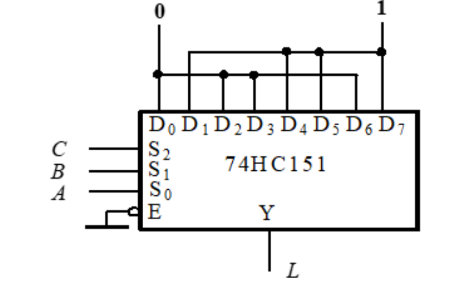 0 1
D₀ D₁ D₂ D₃ D₄ D₅ D₆ D₇
C S₂
74HC151
B S₁
A S₀
E Y
L